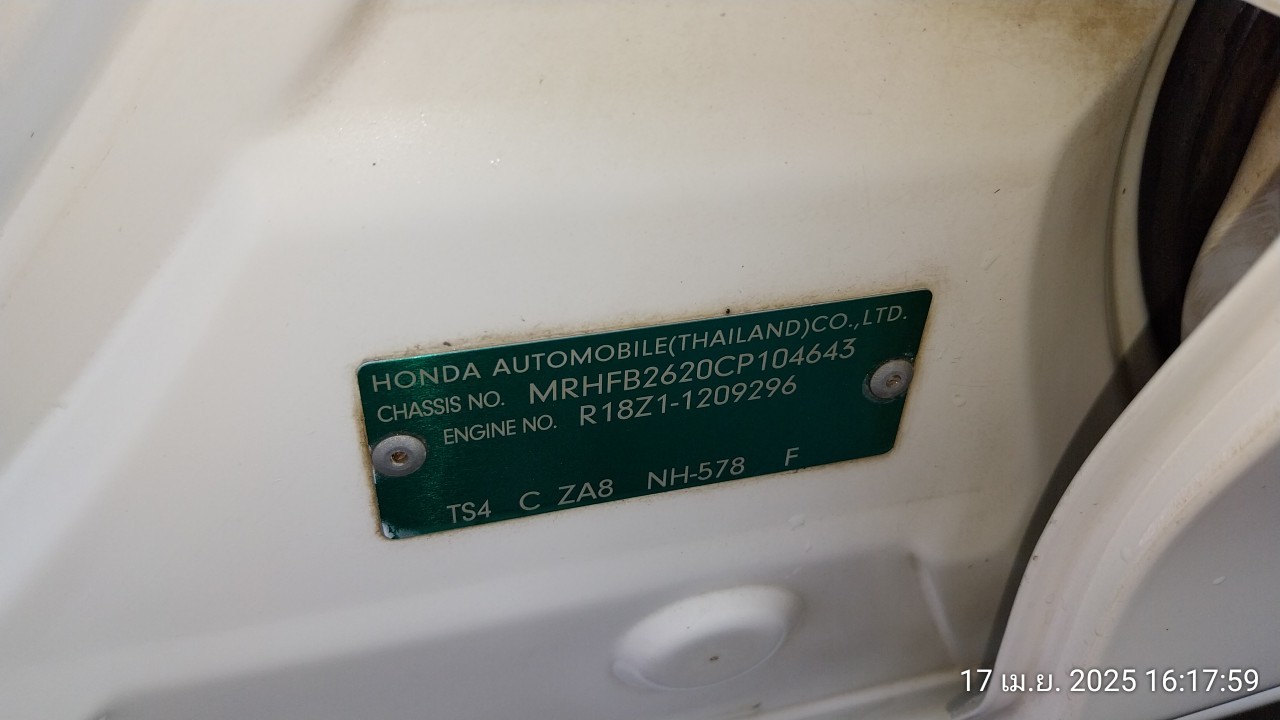 HONDA AUTOMOBILE(THAILAND)CO.,LTD.
CHASSIS NO. MRHFB2620CP104643
ENGINE NO. R18Z1-1209296
TS4 C ZA8 NH-578 F
17 เม.ย. 2025 16:17:59